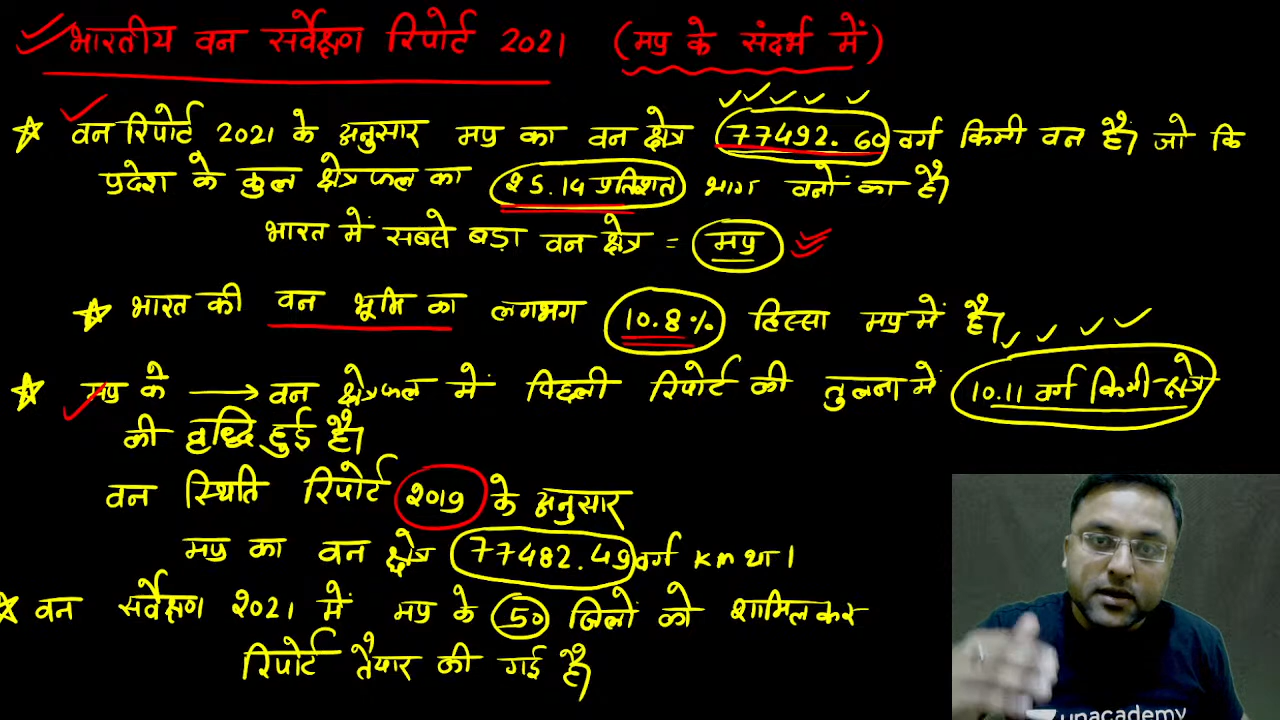 भारतीय वन सर्वेक्षण रिपोर्ट 2021 (मप्र के संदर्भ में)
वन रिपोर्ट 2021 के अनुसार मप्र का वन क्षेत्र 77492.60 वर्ग किमी वन है। जो कि
प्रदेश के कुल क्षेत्रफल का 25.14 प्रतिशत भाग वनों का है।
भारत में सबसे बड़ा वन क्षेत्र = मप्र
भारत की वन भूमि का लगभग 10.8% हिस्सा मप्र में है।
मप्र के → वन क्षेत्रफल में पिछली रिपोर्ट की तुलना में 10.11 वर्ग किमी-क्षेत्र
की वृद्धि हुई है।
वन स्थिति रिपोर्ट 2019 के अनुसार
मप्र का वन क्षेत्र 77482.49 वर्ग km था।
वन सर्वेक्षण 2021 में मप्र के 50 जिलों को शामिल कर
रिपोर्ट तैयार की गई है।
unacademy